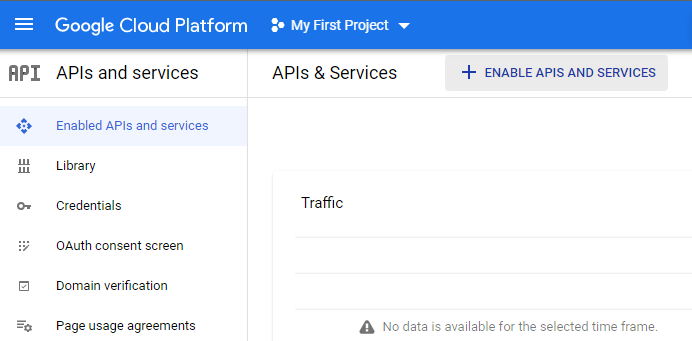 Google Cloud Platform My First Project
API APIs and services
APIs & Services
ENABLE APIS AND SERVICES
Enabled APIs and services
Library
Credentials
OAuth consent screen
Domain verification
Page usage agreements
Traffic
No data is available for the selected time frame.